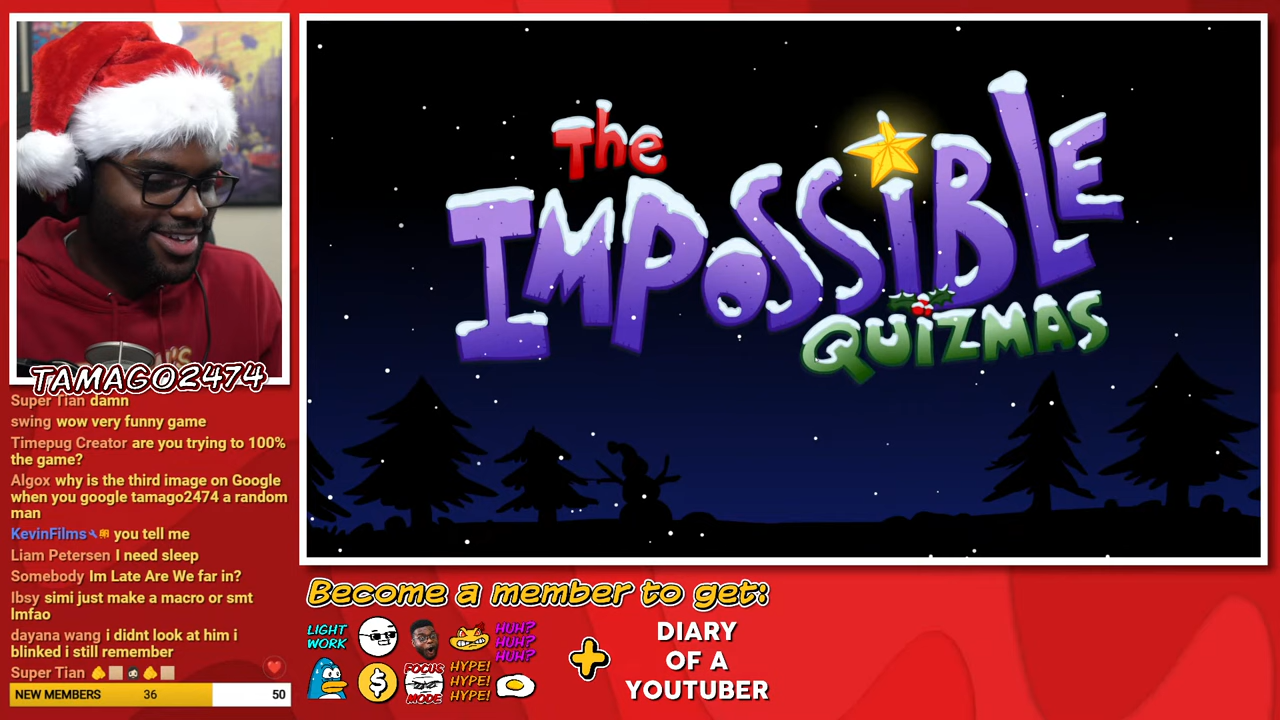 The
IMPOSSIBLE
QUIZMAS
TAMAGO2474
Super Tian damn
swing wow very funny game
Timepug Creator are you trying to 100%
the game?
Algox why is the third image on Google
when you google tamago2474 a random
man
KevinFilms you tell me
Liam Petersen I need sleep
Somebody Im Late Are We far in?
Ibsy simi just make a macro or smt
lmfao
dayana wang i didnt look at him i
blinked i still remember
Super Tian
NEW MEMBERS 36 50
Become a member to get:
LIGHT
WORK
HUH?
HUH?
HUH?
FOCUS
MODE
HYPE!
HYPE!
HYPE!
$
+
DIARY
OF A
YOUTUBER